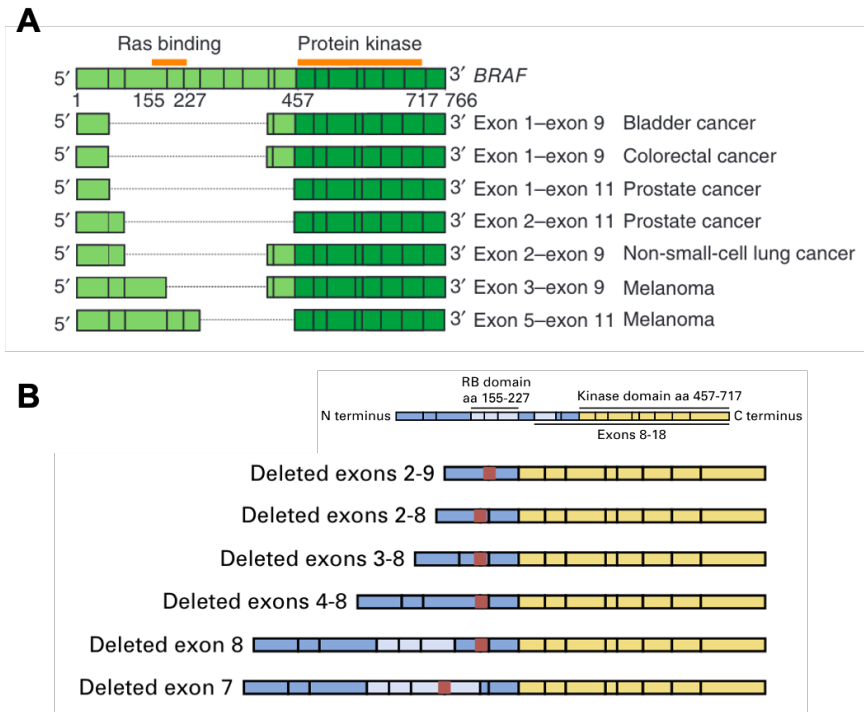 A
Ras binding Protein kinase
5′ 3′ BRAF
1 155 227 457 717 766
5′ 3′ Exon 1–exon 9 Bladder cancer
5′ 3′ Exon 1–exon 9 Colorectal cancer
5′ 3′ Exon 1–exon 11 Prostate cancer
5′ 3′ Exon 2–exon 11 Prostate cancer
5′ 3′ Exon 2–exon 9 Non-small-cell lung cancer
5′ 3′ Exon 3–exon 9 Melanoma
5′ 3′ Exon 5–exon 11 Melanoma
B
RB domain
aa 155-227 Kinase domain aa 457-717
N terminus C terminus
Exons 8-18
Deleted exons 2-9
Deleted exons 2-8
Deleted exons 3-8
Deleted exons 4-8
Deleted exon 8
Deleted exon 7